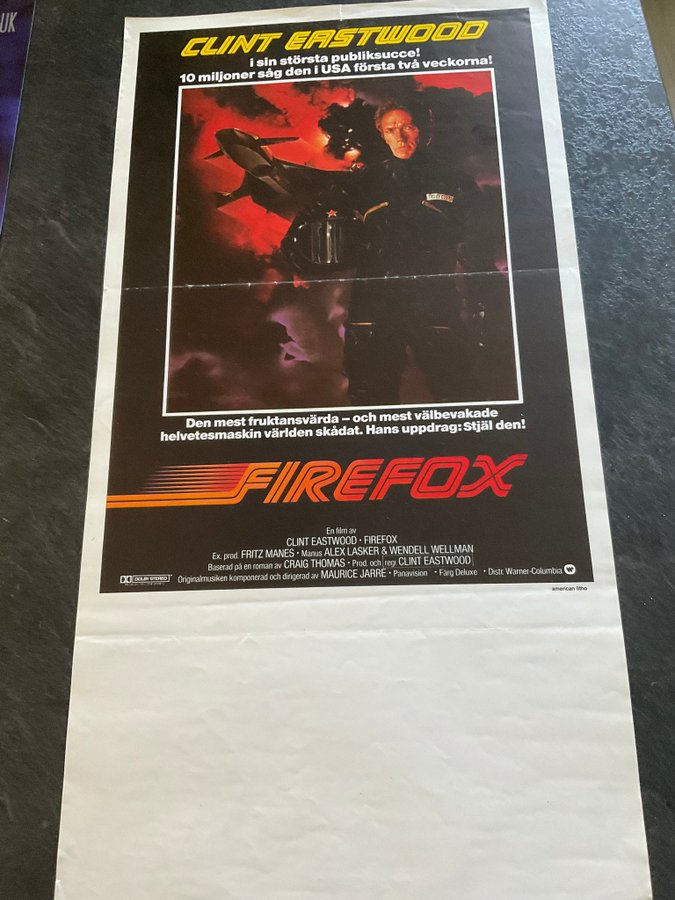 UK
CLINT EASTWOOD
i sin största publiksucce!
10 miljoner såg den i USA första två veckorna!
Den mest fruktansvärda – och mest välbevakade
helvetesmaskin världen skådat. Hans uppdrag: Stjäl den!
FIREFOX
En film av
CLINT EASTWOOD · FIREFOX
Ex. prod. FRITZ MANES · Manus ALEX LASKER & WENDELL WELLMAN
Baserad på en roman av CRAIG THOMAS · Prod. och regi CLINT EASTWOOD
DOLBY STEREO Originalmusiken komponerad och dirigerad av MAURICE JARRE · Panavision · Färg Deluxe · Distr. Warner-Columbia
american litho